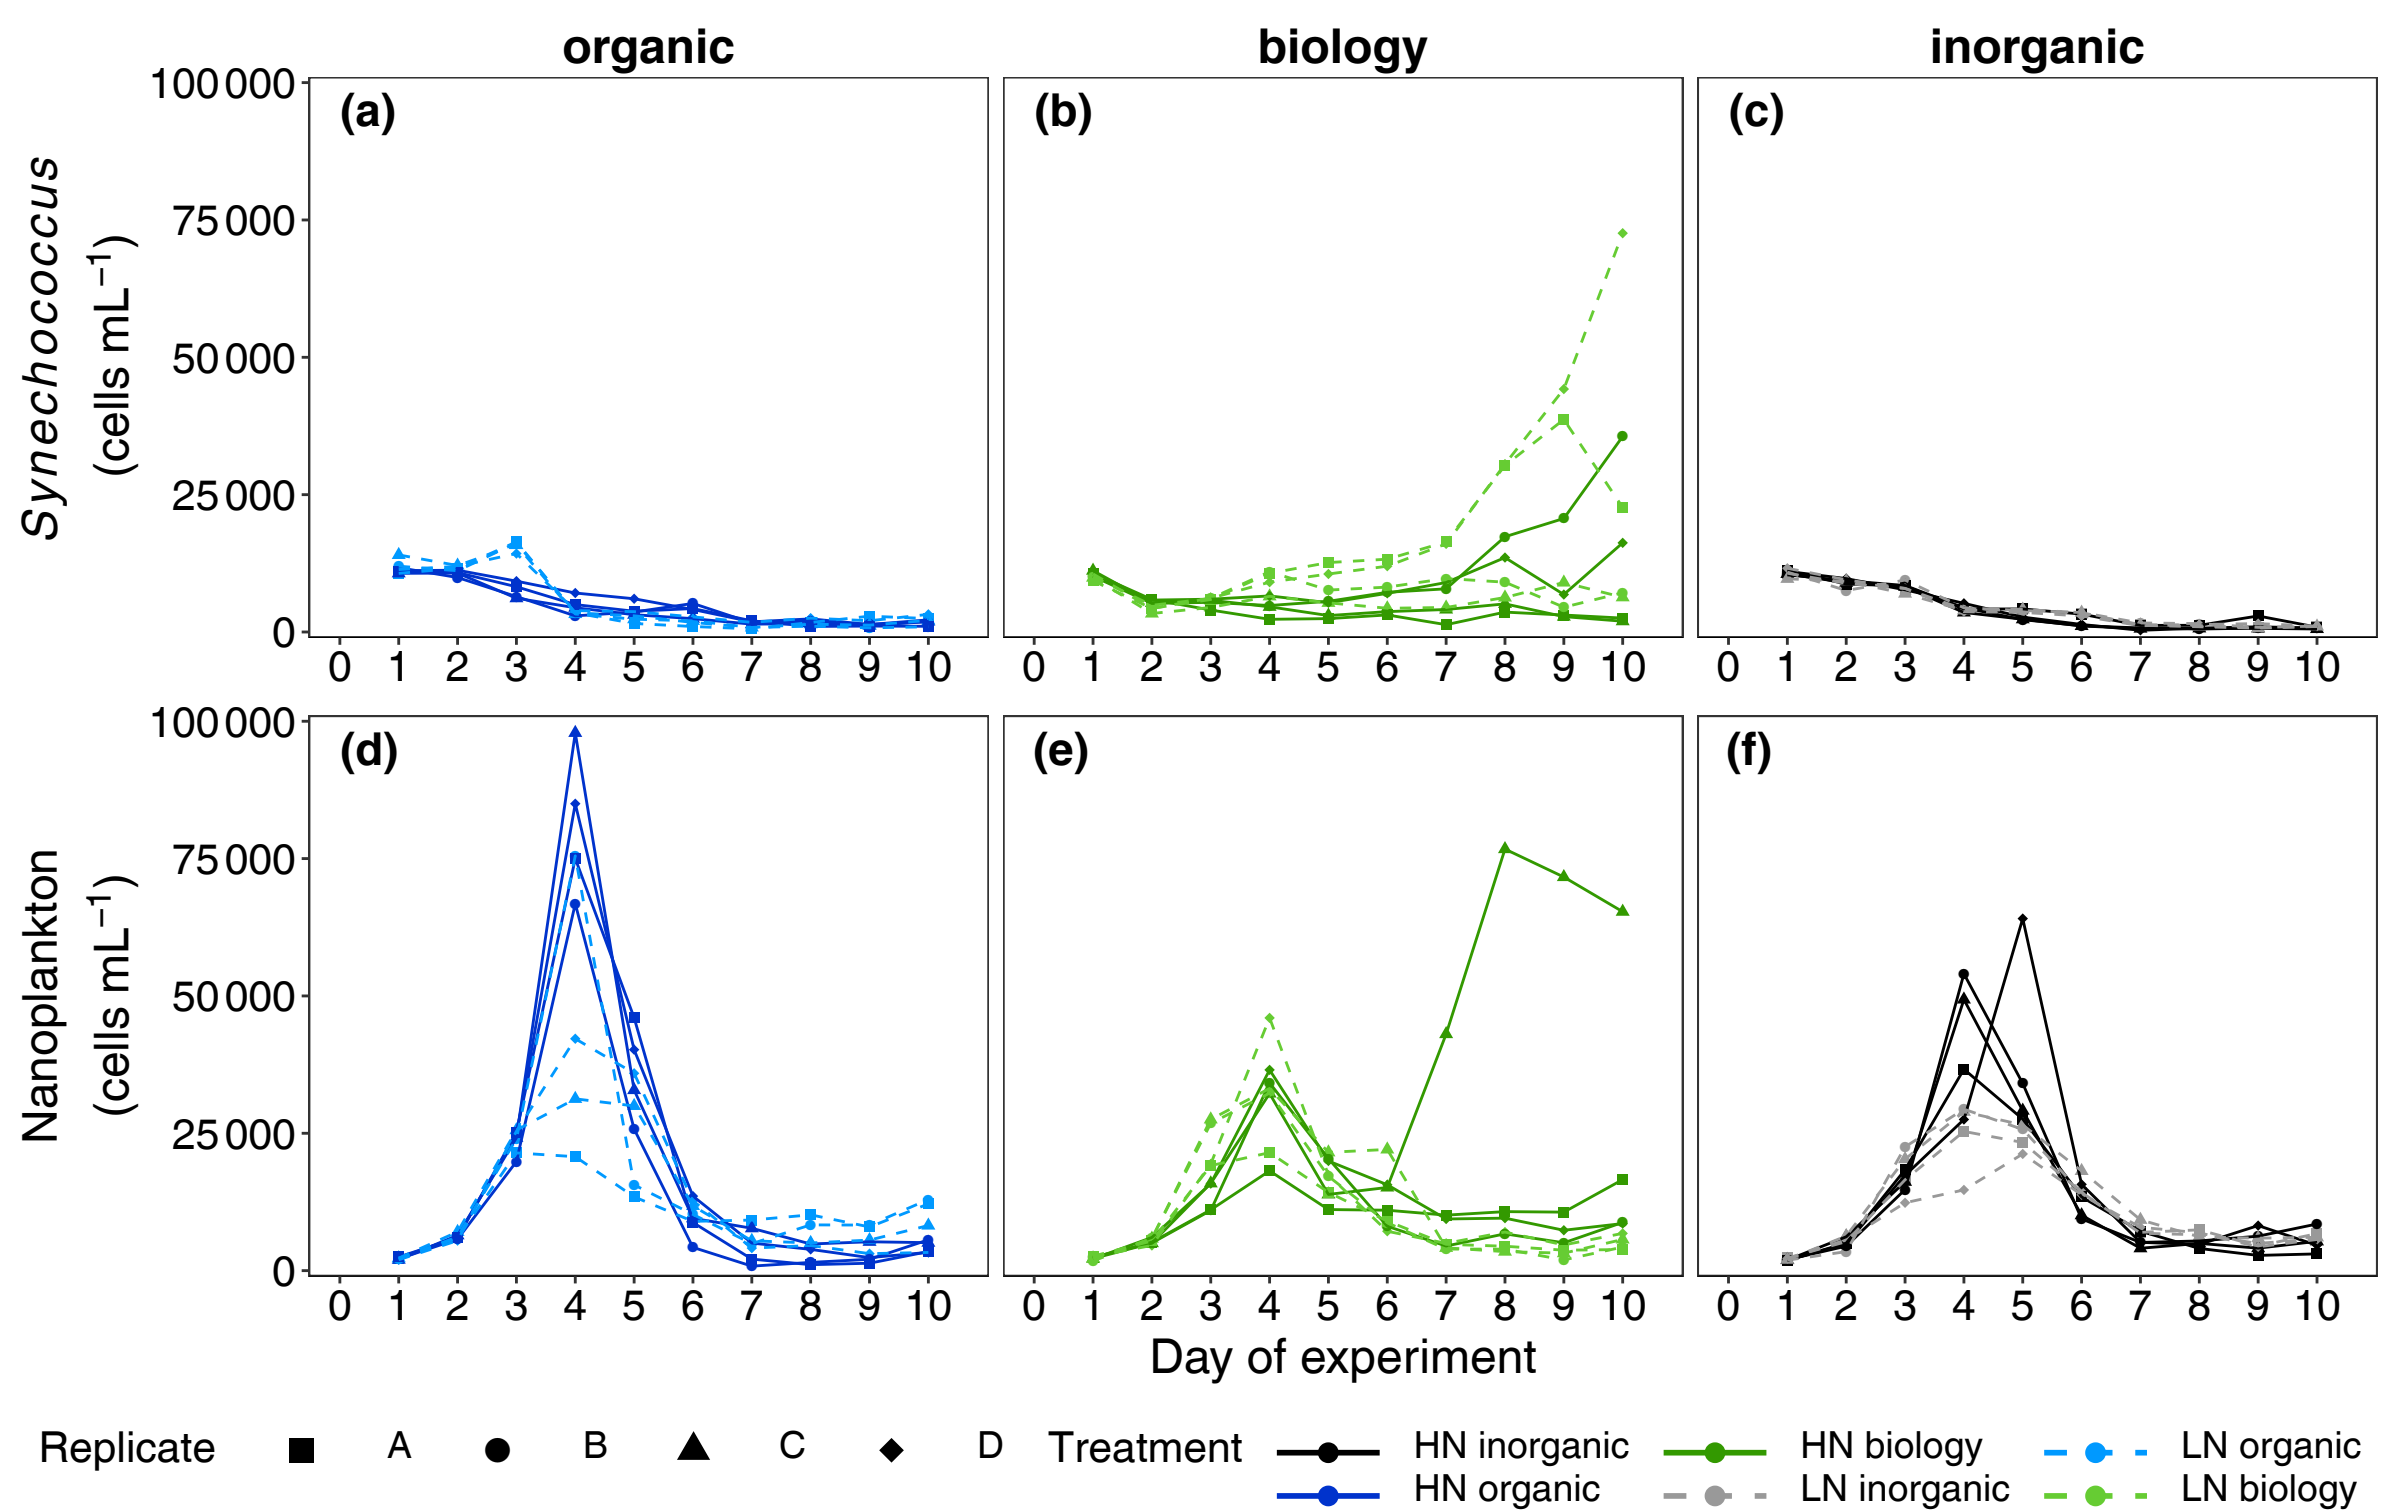 organic biology inorganic
Synechococcus
(cells mL−1)
100 000
75 000
50 000
25 000
0
(a)
0 1 2 3 4 5 6 7 8 9 10
(b)
0 1 2 3 4 5 6 7 8 9 10
(c)
0 1 2 3 4 5 6 7 8 9 10
Nanoplankton
(cells mL−1)
100 000
75 000
50 000
25 000
0
(d)
0 1 2 3 4 5 6 7 8 9 10
(e)
0 1 2 3 4 5 6 7 8 9 10
(f)
0 1 2 3 4 5 6 7 8 9 10
Day of experiment
Replicate A B C D
Treatment HN inorganic HN biology LN organic
HN organic LN inorganic LN biology